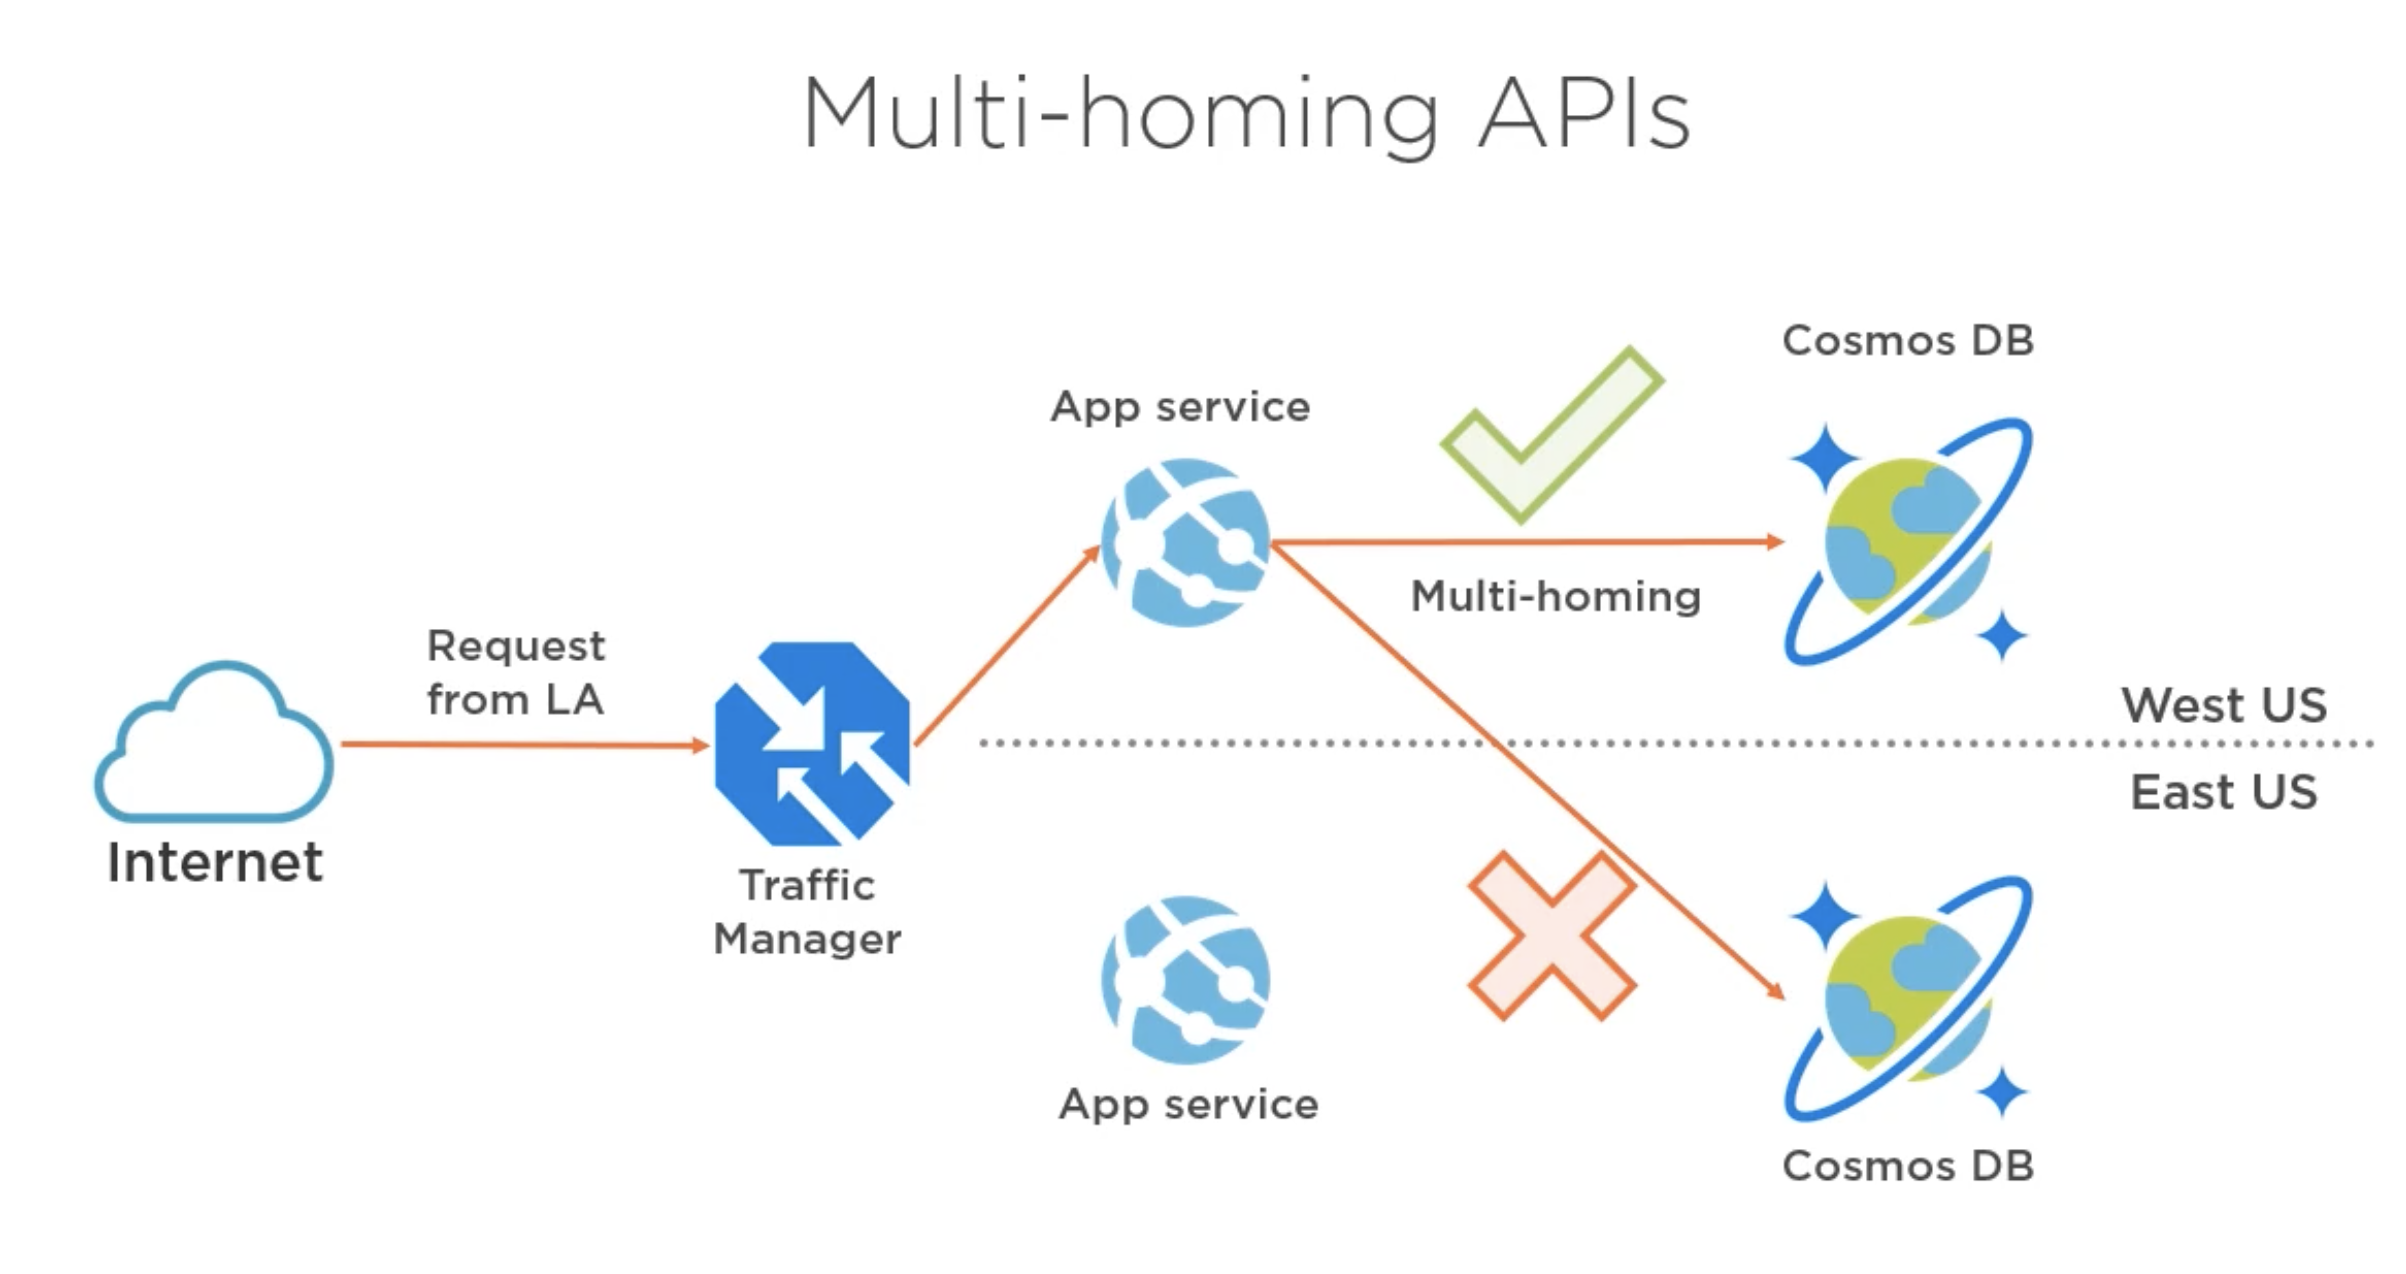 Multi-homing APIs
Cosmos DB
App service
Multi-homing
Request
from LA
West US
East US
Internet
Traffic
Manager
App service
Cosmos DB